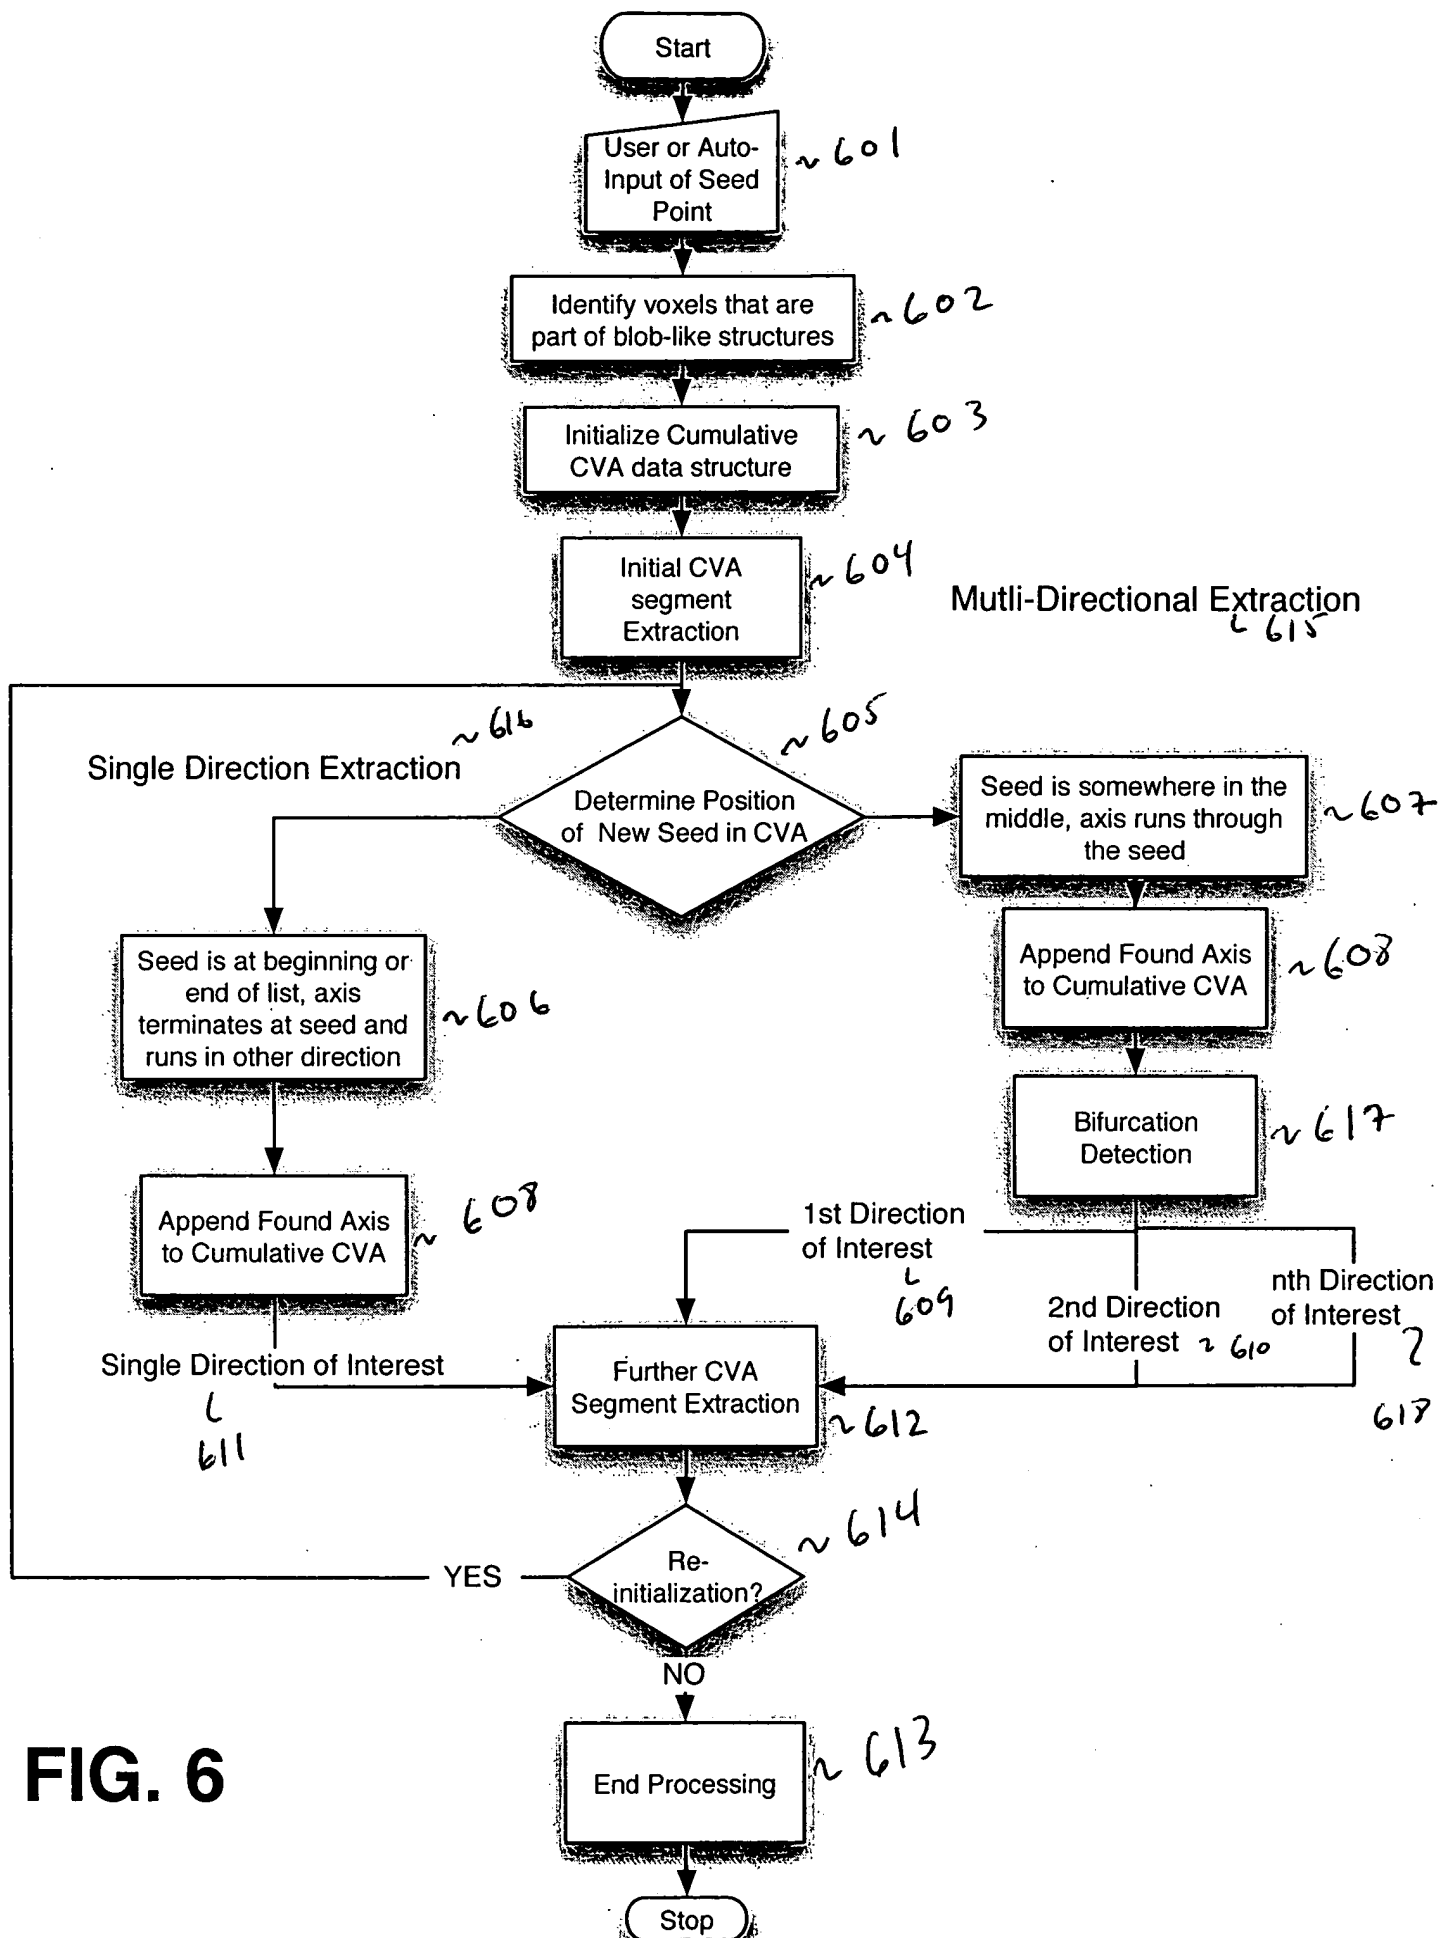 Start
User or Auto-
Input of Seed
Point
~ 601
Identify voxels that are
part of blob-like structures
~ 602
Initialize Cumulative
CVA data structure
~ 603
Initial CVA
segment
Extraction
~ 604
Mutli-Directional Extraction
615
~ 616
Single Direction Extraction
~ 605
Determine Position
of New Seed in CVA
Seed is somewhere in the
middle, axis runs through
the seed
~ 607
Seed is at beginning or
end of list, axis
terminates at seed and
runs in other direction
~ 606
Append Found Axis
to Cumulative CVA
~ 608
Bifurcation
Detection
~ 617
Append Found Axis
to Cumulative CVA
~ 608
1st Direction
of Interest
609
2nd Direction
of Interest ~ 610
nth Direction
of Interest
618
Single Direction of Interest
611
Further CVA
Segment Extraction
~ 612
Re-
initialization?
~ 614
YES
NO
End Processing
~ 613
Stop
FIG. 6